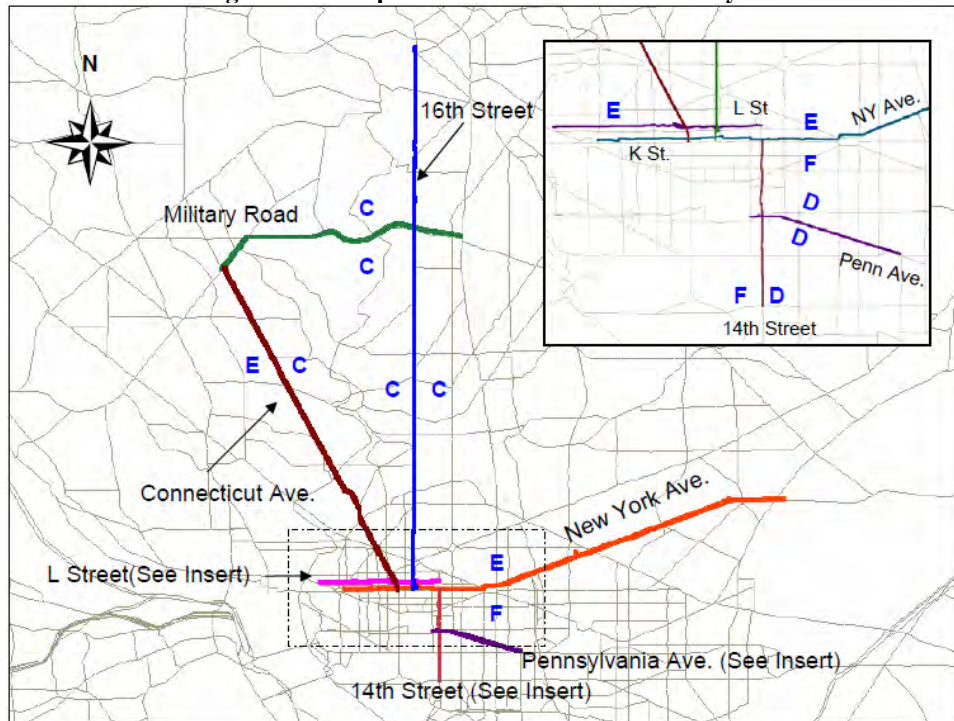 N
16th Street
Military Road
C
C
E C
C C
Connecticut Ave.
New York Ave.
L Street(See Insert)
E
F
Pennsylvania Ave. (See Insert)
14th Street (See Insert)
E
L St
E
NY Ave.
K St.
F
D
D
Penn Ave.
F D
14th Street